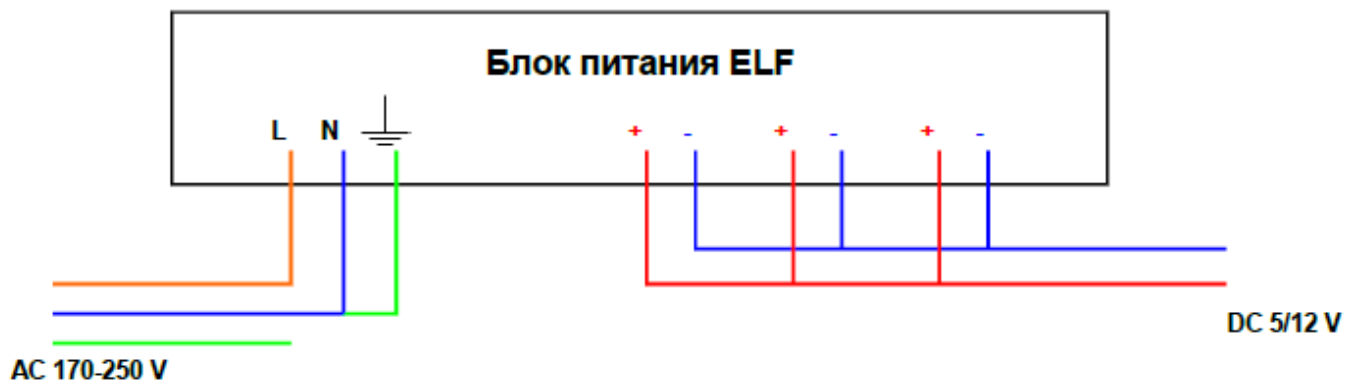 Блок питания ELF
L N + - + - + -
DC 5/12 V
AC 170-250 V